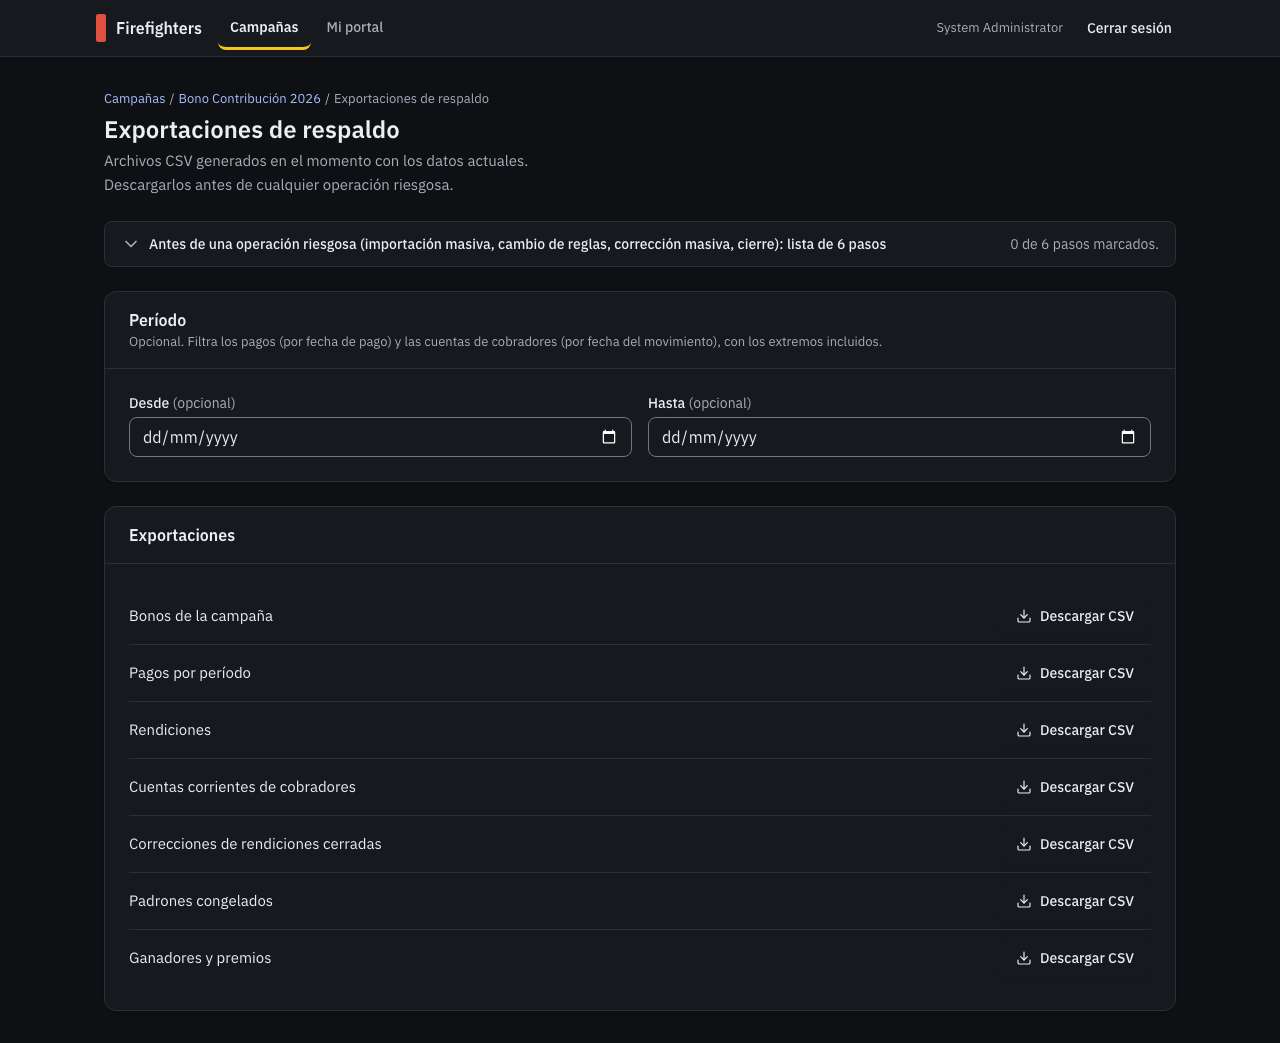 Firefighters
Campañas
Mi portal
System Administrator
Cerrar sesión
Campañas / Bono Contribución 2026 / Exportaciones de respaldo
Exportaciones de respaldo
Archivos CSV generados en el momento con los datos actuales.
Descargarlos antes de cualquier operación riesgosa.
Antes de una operación riesgosa (importación masiva, cambio de reglas, corrección masiva, cierre): lista de 6 pasos
0 de 6 pasos marcados.
Período
Opcional. Filtra los pagos (por fecha de pago) y las cuentas de cobradores (por fecha del movimiento), con los extremos incluidos.
Desde (opcional)
dd/mm/yyyy
Hasta (opcional)
dd/mm/yyyy
Exportaciones
Bonos de la campaña
Descargar CSV
Pagos por período
Descargar CSV
Rendiciones
Descargar CSV
Cuentas corrientes de cobradores
Descargar CSV
Correcciones de rendiciones cerradas
Descargar CSV
Padrones congelados
Descargar CSV
Ganadores y premios
Descargar CSV